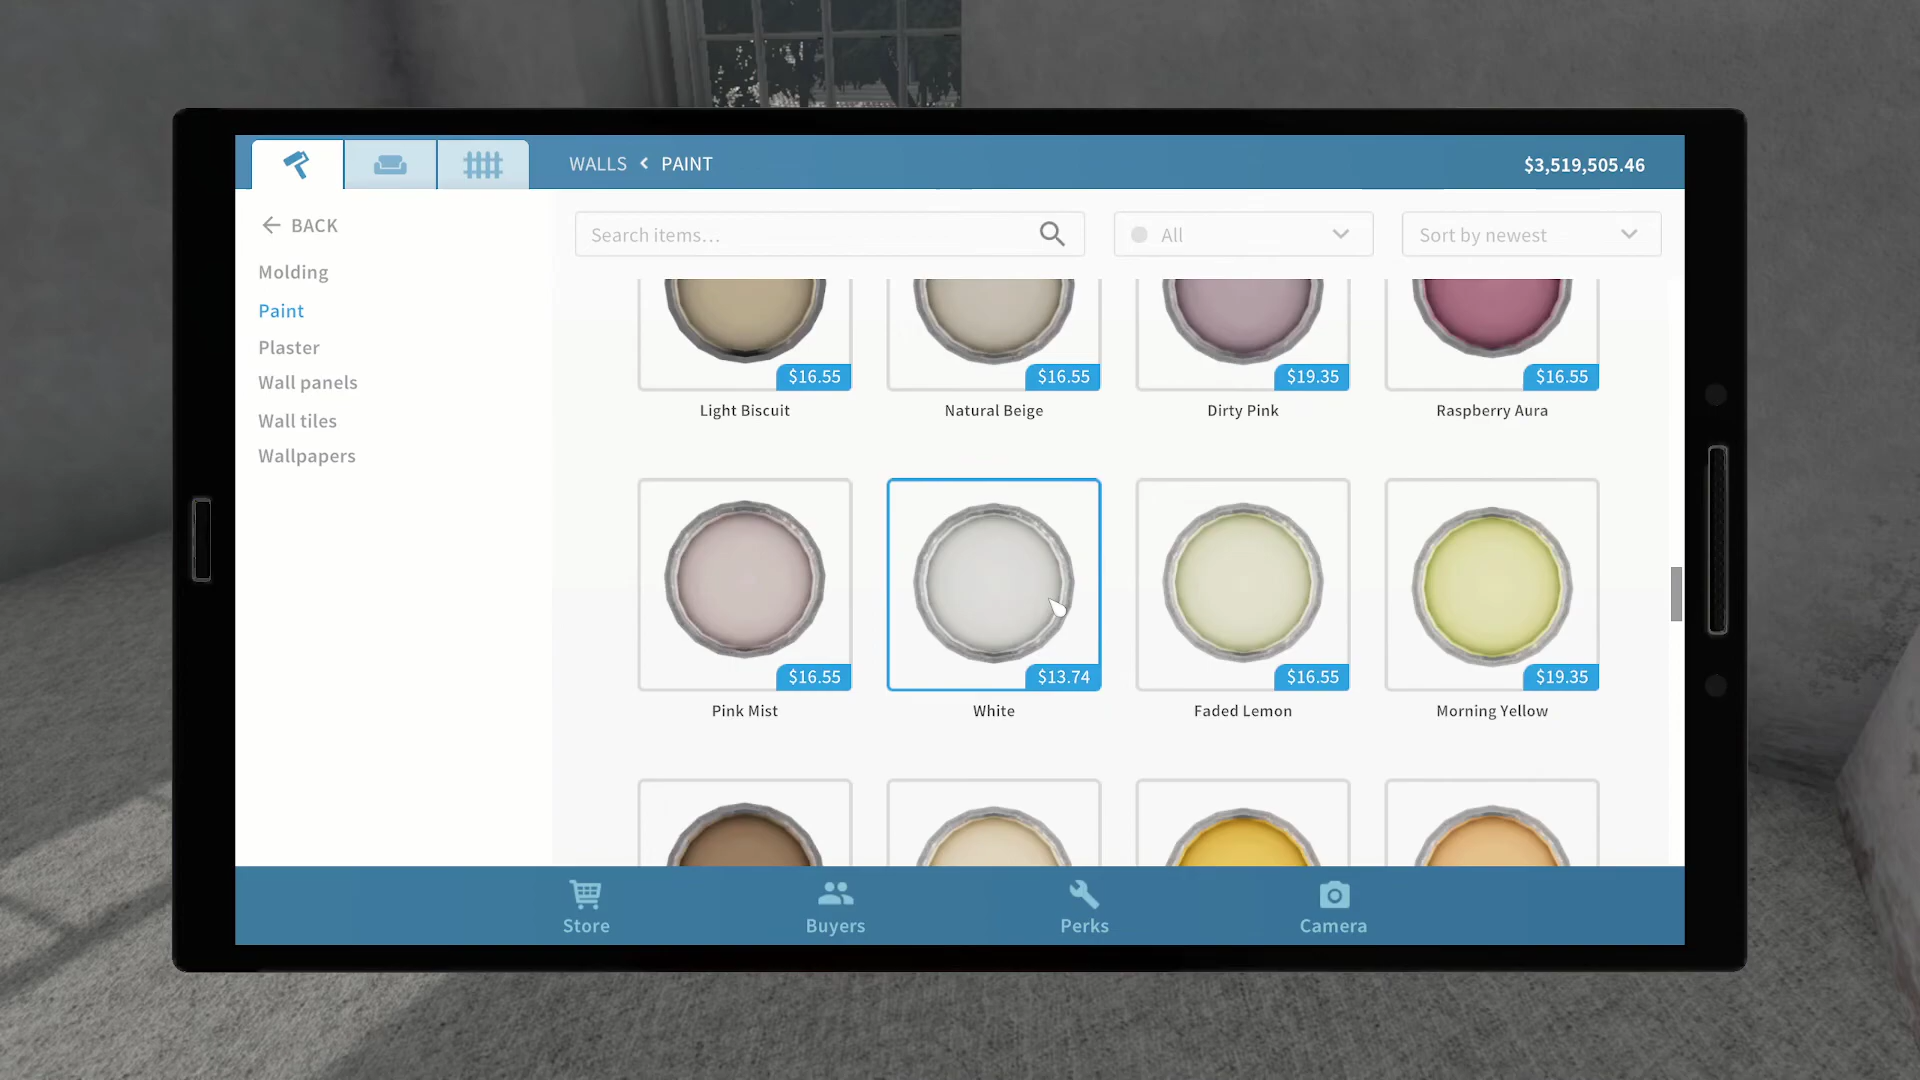 WALLS < PAINT
$3,519,505.46
BACK
Molding
Paint
Plaster
Wall panels
Wall tiles
Wallpapers
Search items...
All
Sort by newest
$16.55
$16.55
$19.35
$16.55
Light Biscuit
Natural Beige
Dirty Pink
Raspberry Aura
$16.55
$13.74
$16.55
$19.35
Pink Mist
White
Faded Lemon
Morning Yellow
Store
Buyers
Perks
Camera